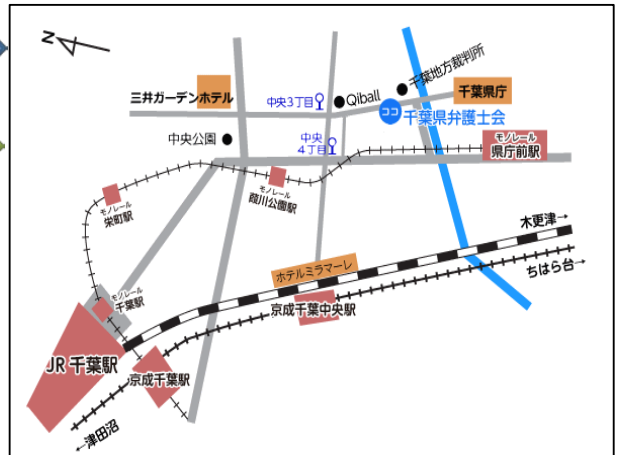 N
三井ガーデンホテル
中央3丁目
Qiball
千葉地方裁判所
千葉県庁
ココ
千葉県弁護士会
中央公園
中央
4丁目
モノレール
県庁前駅
モノレール
葭川公園駅
モノレール
栄町駅
木更津→
ちはら台→
ホテルミラマーレ
京成千葉中央駅
モノレール
千葉駅
JR 千葉駅
京成千葉駅
←津田沼